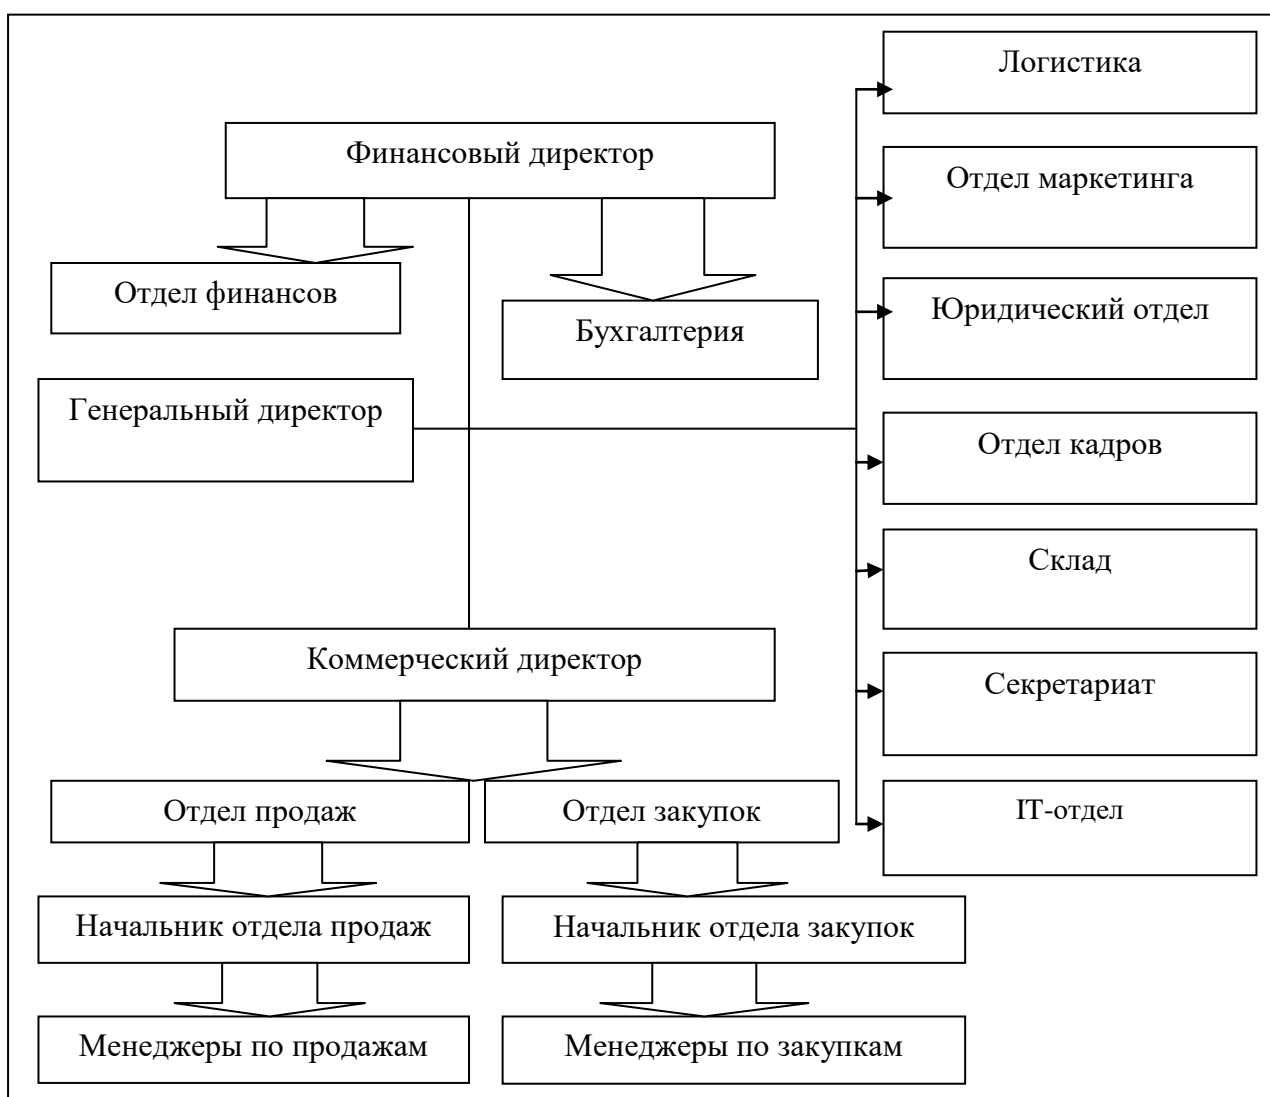 Логистика
Финансовый директор
Отдел маркетинга
Отдел финансов
Юридический отдел
Бухгалтерия
Генеральный директор
Отдел кадров
Склад
Коммерческий директор
Секретариат
Отдел продаж
Отдел закупок
IT-отдел
Начальник отдела продаж
Начальник отдела закупок
Менеджеры по продажам
Менеджеры по закупкам